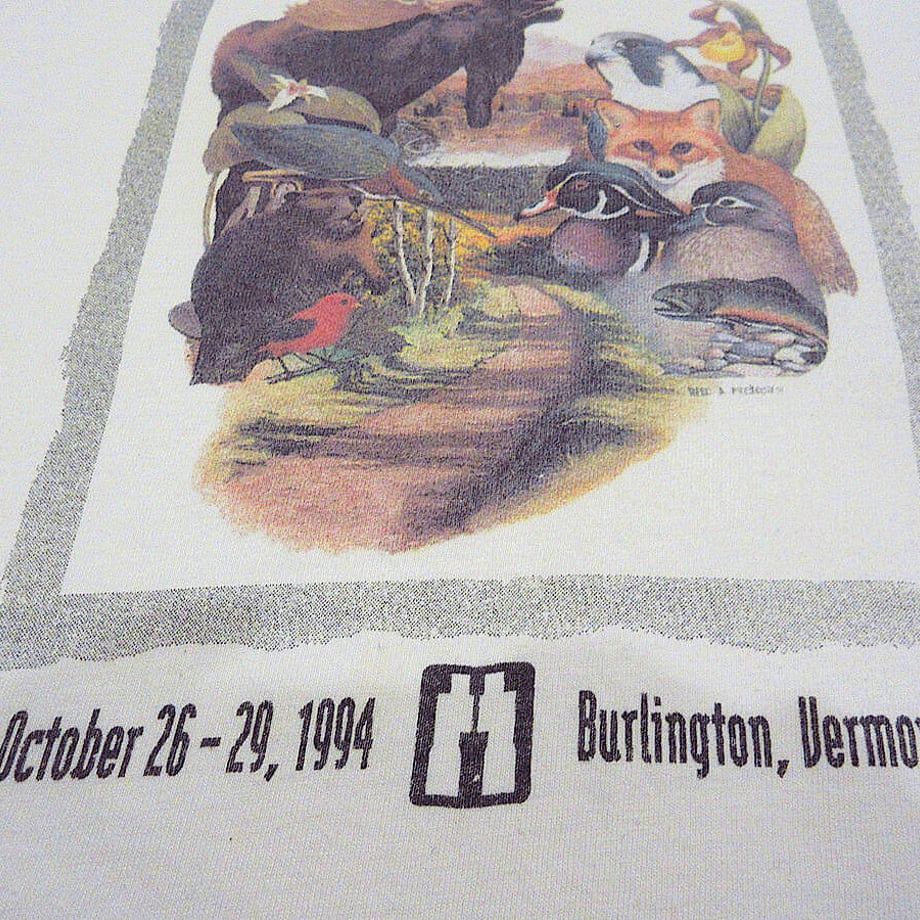 October 26 - 29, 1994
Burlington, Vermo